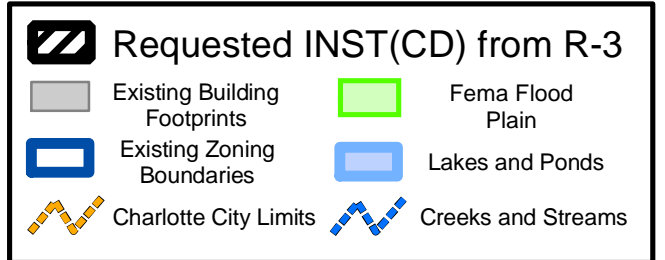 Requested INST(CD) from R-3
Existing Building
Footprints
Fema Flood
Plain
Existing Zoning
Boundaries
Lakes and Ponds
Charlotte City Limits
Creeks and Streams